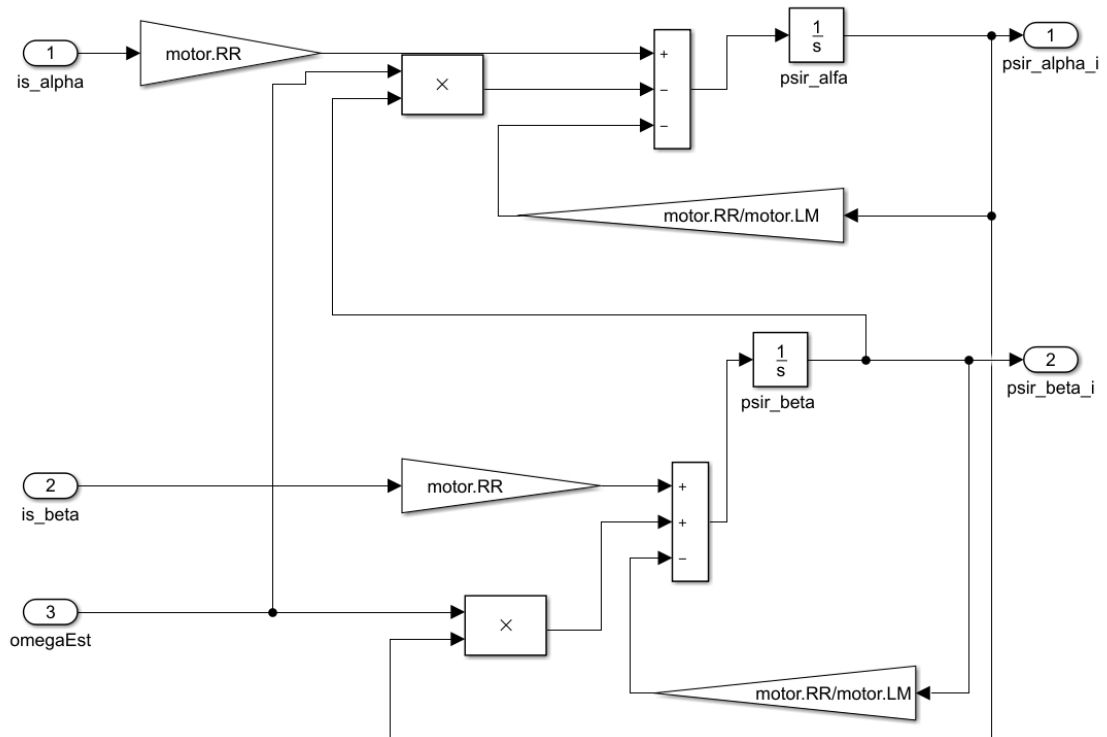 1
is_alpha
motor.RR
×
+
−
−
1
s
psir_alfa
1
psir_alpha_i
motor.RR/motor.LM
1
s
psir_beta
2
psir_beta_i
2
is_beta
motor.RR
+
+
−
3
omegaEst
×
motor.RR/motor.LM